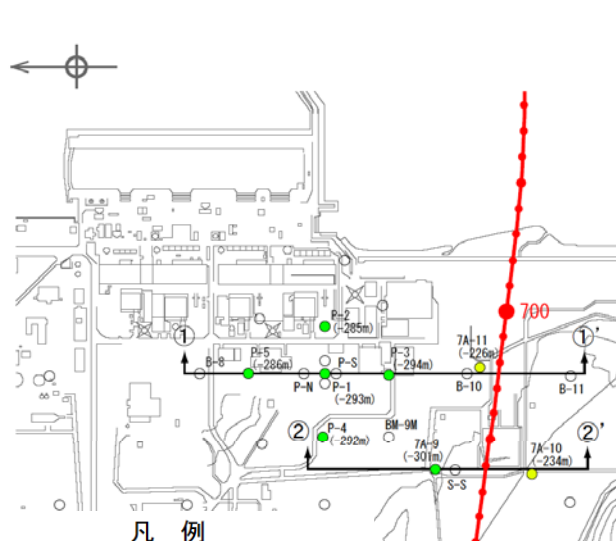 700
P-2
(-285m)
①
①'
7A-11
(-226m)
B-8
P-5
(-286m)
P-S
P-3
(-294m)
P-N
P-1
(-293m)
B-10
B-11
②
P-4
(-292m)
BM-9M
7A-9
(-301m)
S-S
7A-10
(-234m)
②'
凡 例